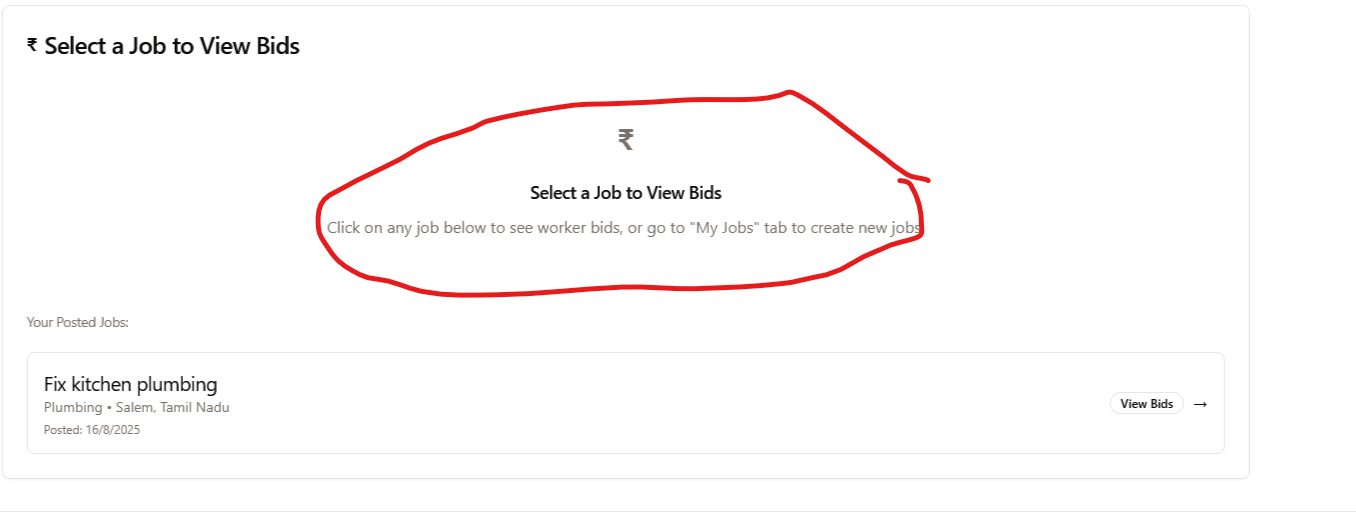 ₹ Select a Job to View Bids
₹
Select a Job to View Bids
Click on any job below to see worker bids, or go to "My Jobs" tab to create new jobs
Your Posted Jobs:
Fix kitchen plumbing
Plumbing • Salem, Tamil Nadu
Posted: 16/8/2025
View Bids →